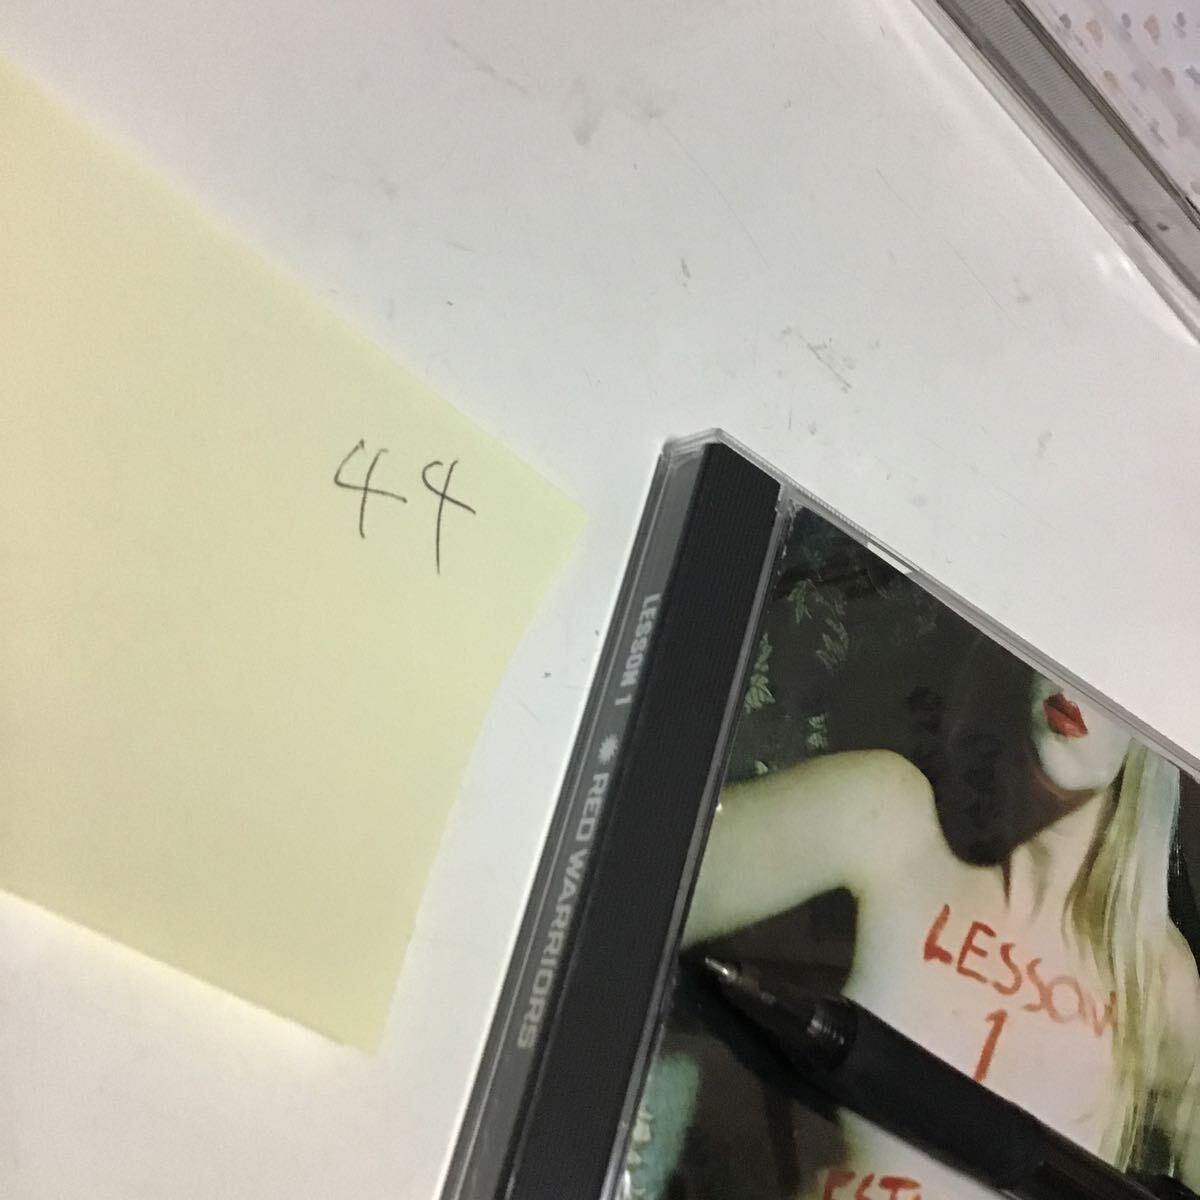 44
LESSON 1 ✹ RED WARRIORS
LESSON
1